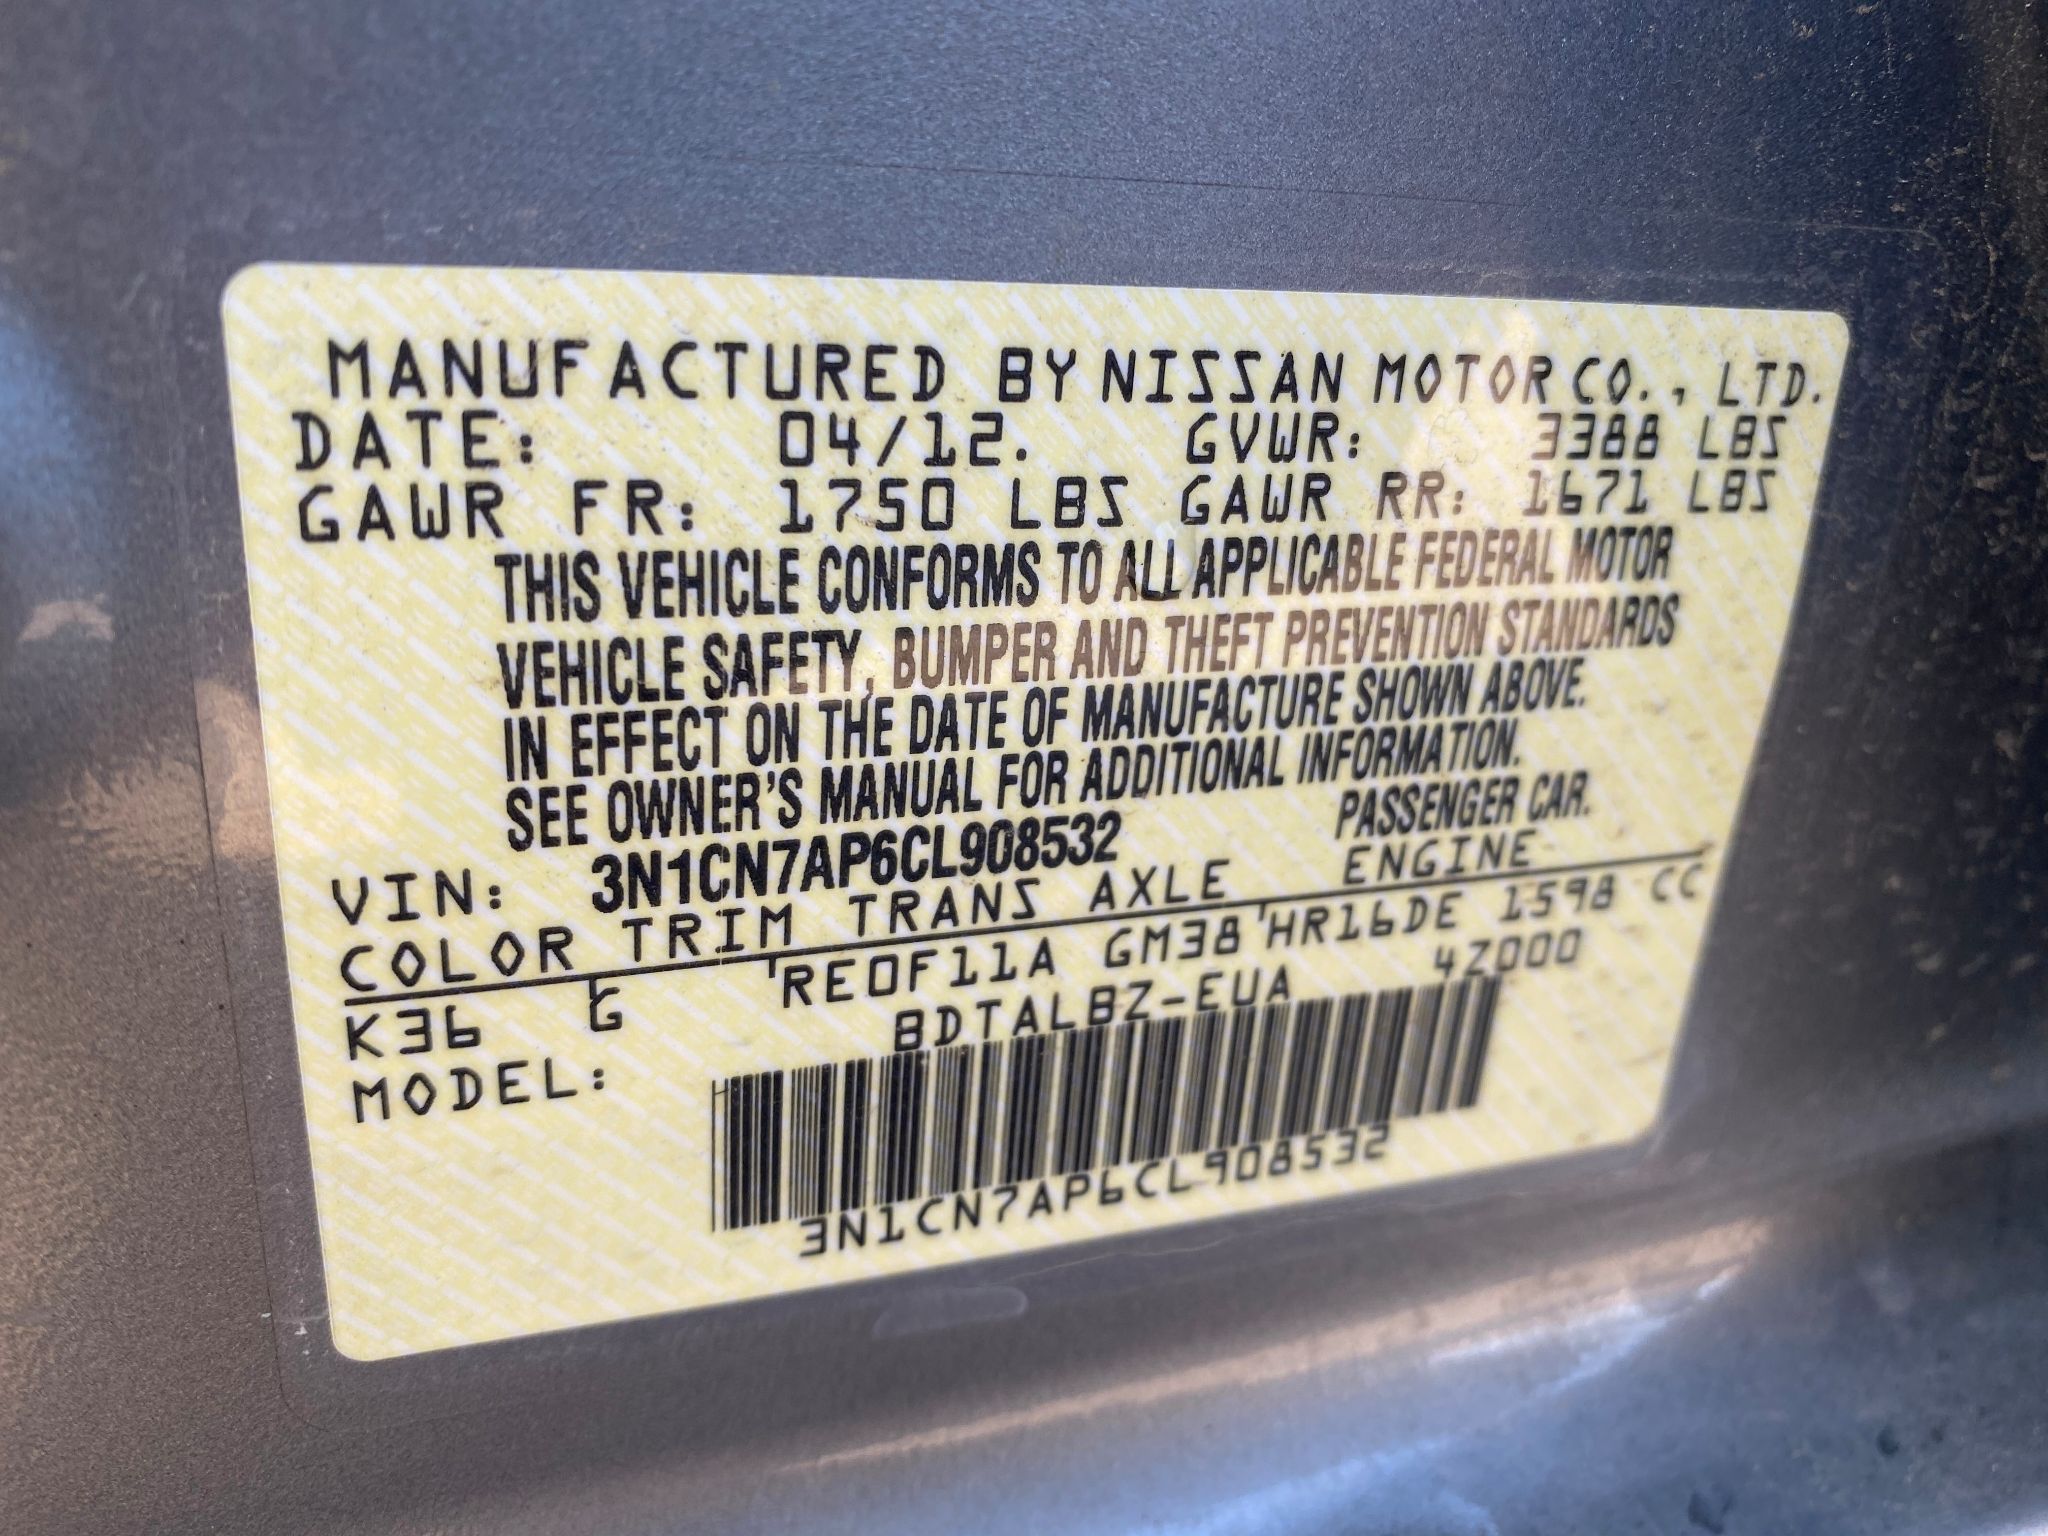 MANUFACTURED BY NISSAN MOTOR CO., LTD.
DATE: 04/12. GVWR: 3388 LBS
GAWR FR: 1750 LBS GAWR RR: 1671 LBS
THIS VEHICLE CONFORMS TO ALL APPLICABLE FEDERAL MOTOR
VEHICLE SAFETY, BUMPER AND THEFT PREVENTION STANDARDS
IN EFFECT ON THE DATE OF MANUFACTURE SHOWN ABOVE.
SEE OWNER'S MANUAL FOR ADDITIONAL INFORMATION.
VIN: 3N1CN7AP6CL908532 PASSENGER CAR.
COLOR TRIM TRANS AXLE ENGINE
K36 G RE0F11A GM38 HR16DE 1598 CC
MODEL: BDTALBZ-EUA 4Z000
3N1CN7AP6CL908532